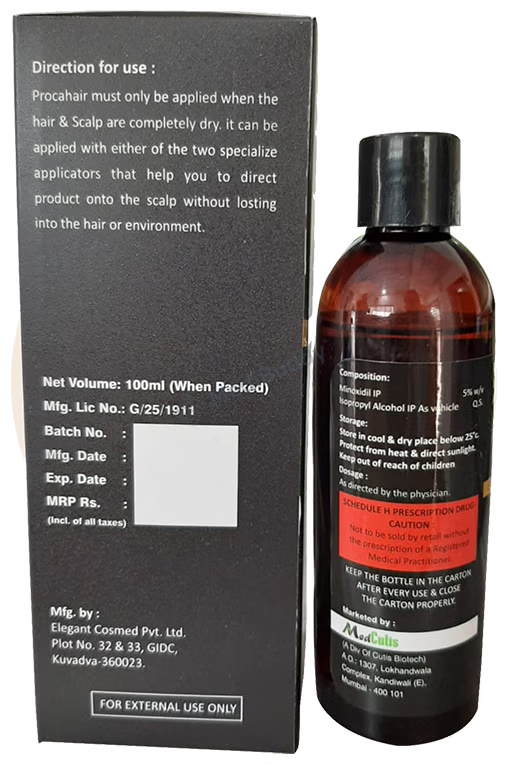 Direction for use :
Procahair must only be applied when the
hair & Scalp are completely dry. it can be
applied with either of the two specialize
applicators that help you to direct
product onto the scalp without losting
into the hair or environment.
Net Volume: 100ml (When Packed)
Mfg. Lic No.: G/25/1911
Batch No. :
Mfg. Date :
Exp. Date :
MRP Rs. :
(Incl. of all taxes)
Mfg. by :
Elegant Cosmed Pvt. Ltd.
Plot No. 32 & 33, GIDC,
Kuvadva-360023.
FOR EXTERNAL USE ONLY
Composition:
Minoxidil IP 5% w/v
Isopropyl Alcohol IP As vehicle Q.S.
Storage:
Store in cool & dry place below 25°c.
Protect from heat & direct sunlight.
Keep out of reach of children
Dosage :
As directed by the physician.
SCHEDULE H PRESCRIPTION DRUG
CAUTION :
Not to be sold by retail without
the prescription of a Registered
Medical Practitioner.
KEEP THE BOTTLE IN THE CARTON
AFTER EVERY USE & CLOSE
THE CARTON PROPERLY.
Marketed by :
MedCutis
(A Div Of Cutis Biotech)
A.O.: 1307, Lokhandwala
Complex, Kandiwali (E),
Mumbai - 400 101